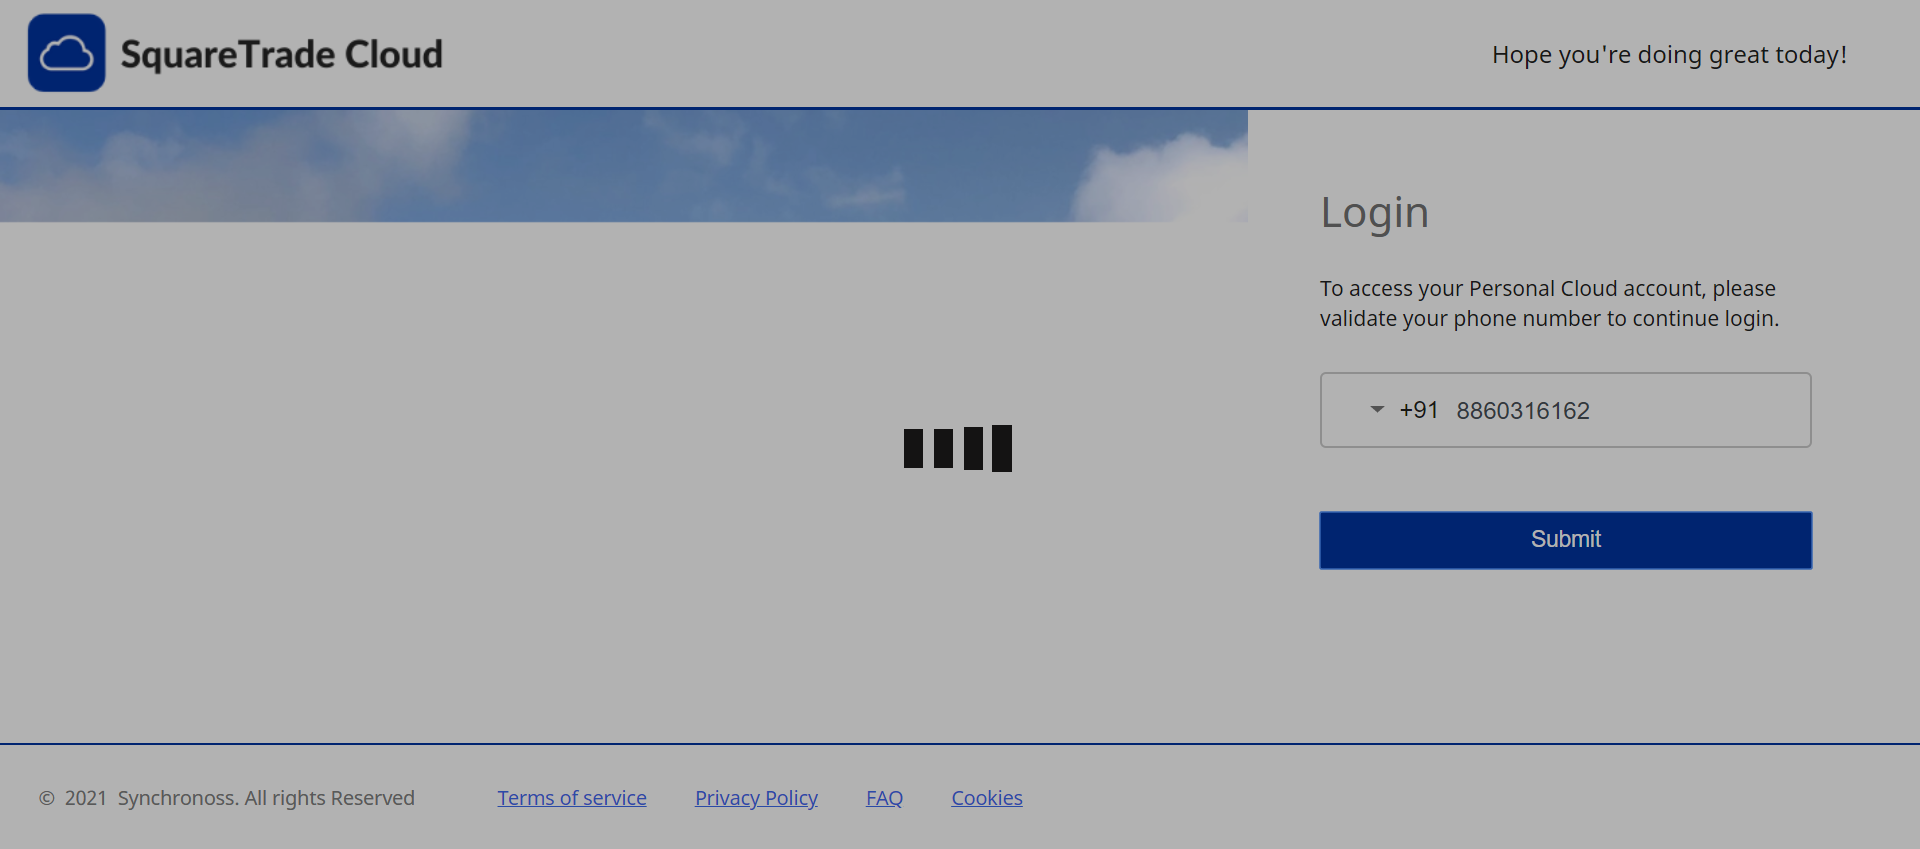 SquareTrade Cloud
Hope you're doing great today!
Login
To access your Personal Cloud account, please
validate your phone number to continue login.
+91 8860316162
Submit
© 2021 Synchronoss. All rights Reserved
Terms of service
Privacy Policy
FAQ
Cookies